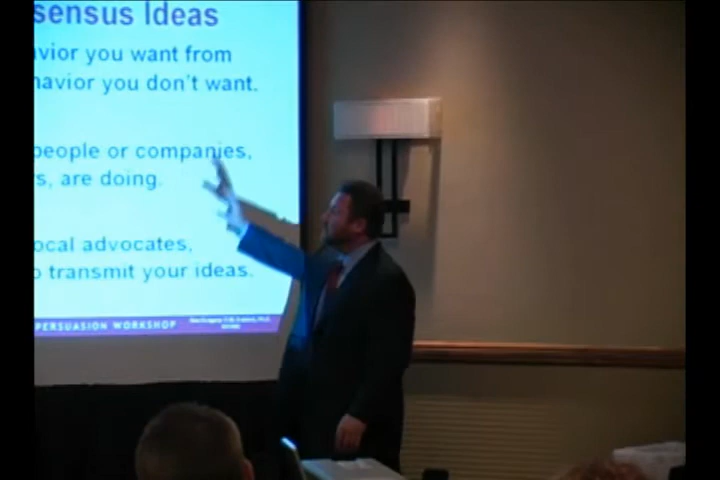 sensus Ideas
avior you want from
havior you don't want.
people or companies,
s, are doing.
ocal advocates,
o transmit your ideas.
PERSUASION WORKSHOP